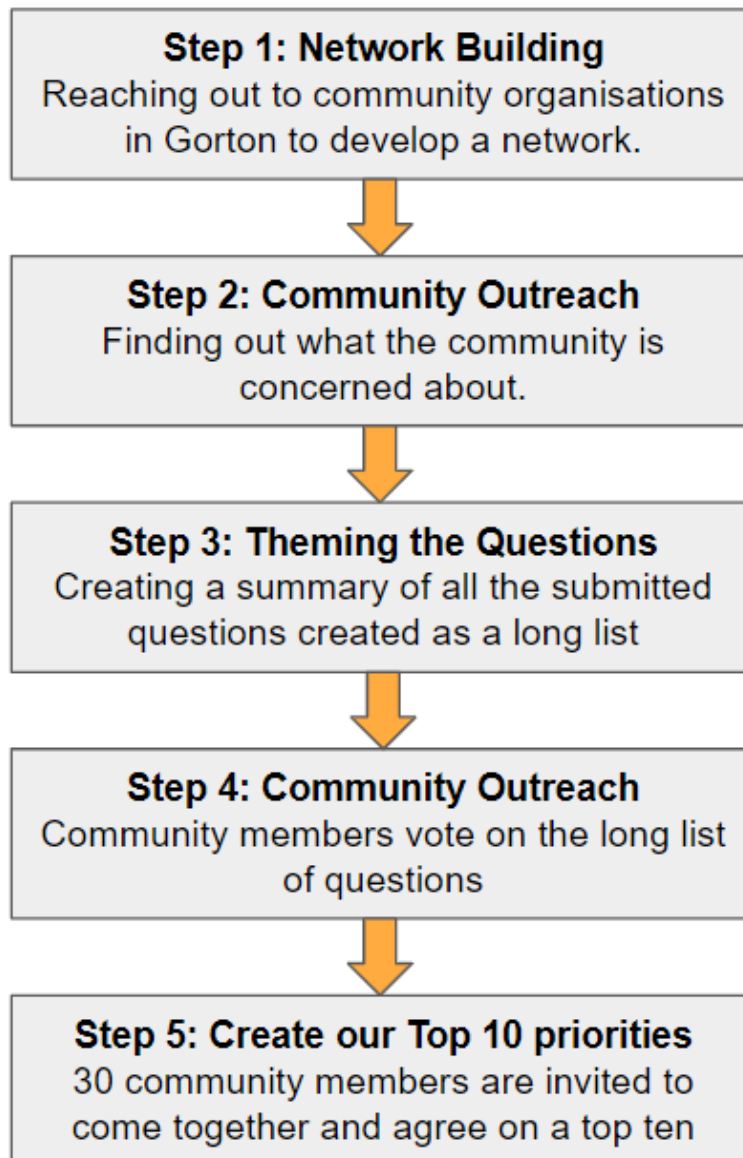 Step 1: Network Building
Reaching out to community organisations
in Gorton to develop a network.
Step 2: Community Outreach
Finding out what the community is
concerned about.
Step 3: Theming the Questions
Creating a summary of all the submitted
questions created as a long list
Step 4: Community Outreach
Community members vote on the long list
of questions
Step 5: Create our Top 10 priorities
30 community members are invited to
come together and agree on a top ten